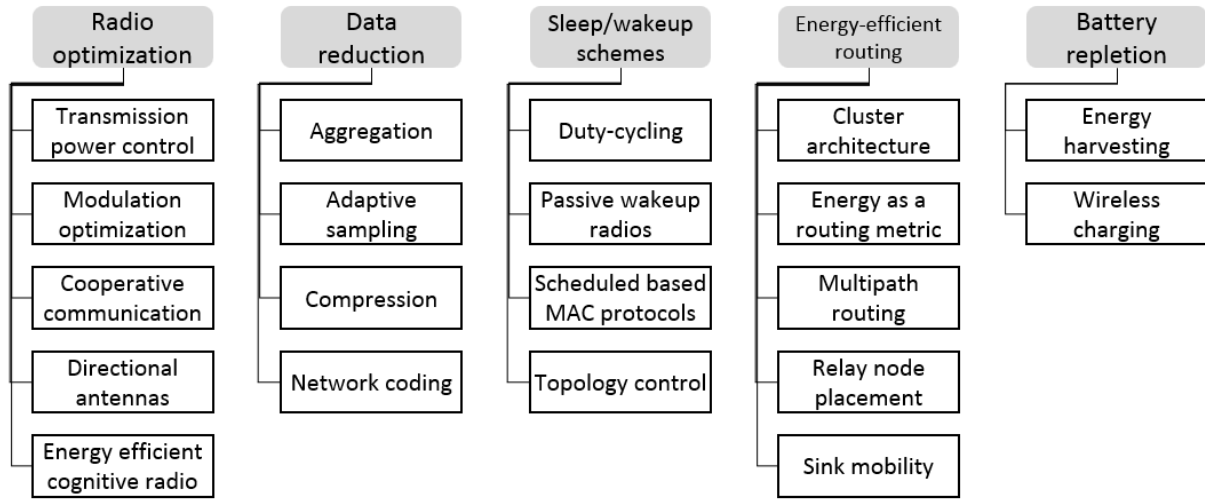 Radio
optimization
Transmission
power control
Modulation
optimization
Cooperative
communication
Directional
antennas
Energy efficient
cognitive radio
Data
reduction
Aggregation
Adaptive
sampling
Compression
Network coding
Sleep/wakeup
schemes
Duty-cycling
Passive wakeup
radios
Scheduled based
MAC protocols
Topology control
Energy-efficient
routing
Cluster
architecture
Energy as a
routing metric
Multipath
routing
Relay node
placement
Sink mobility
Battery
repletion
Energy
harvesting
Wireless
charging